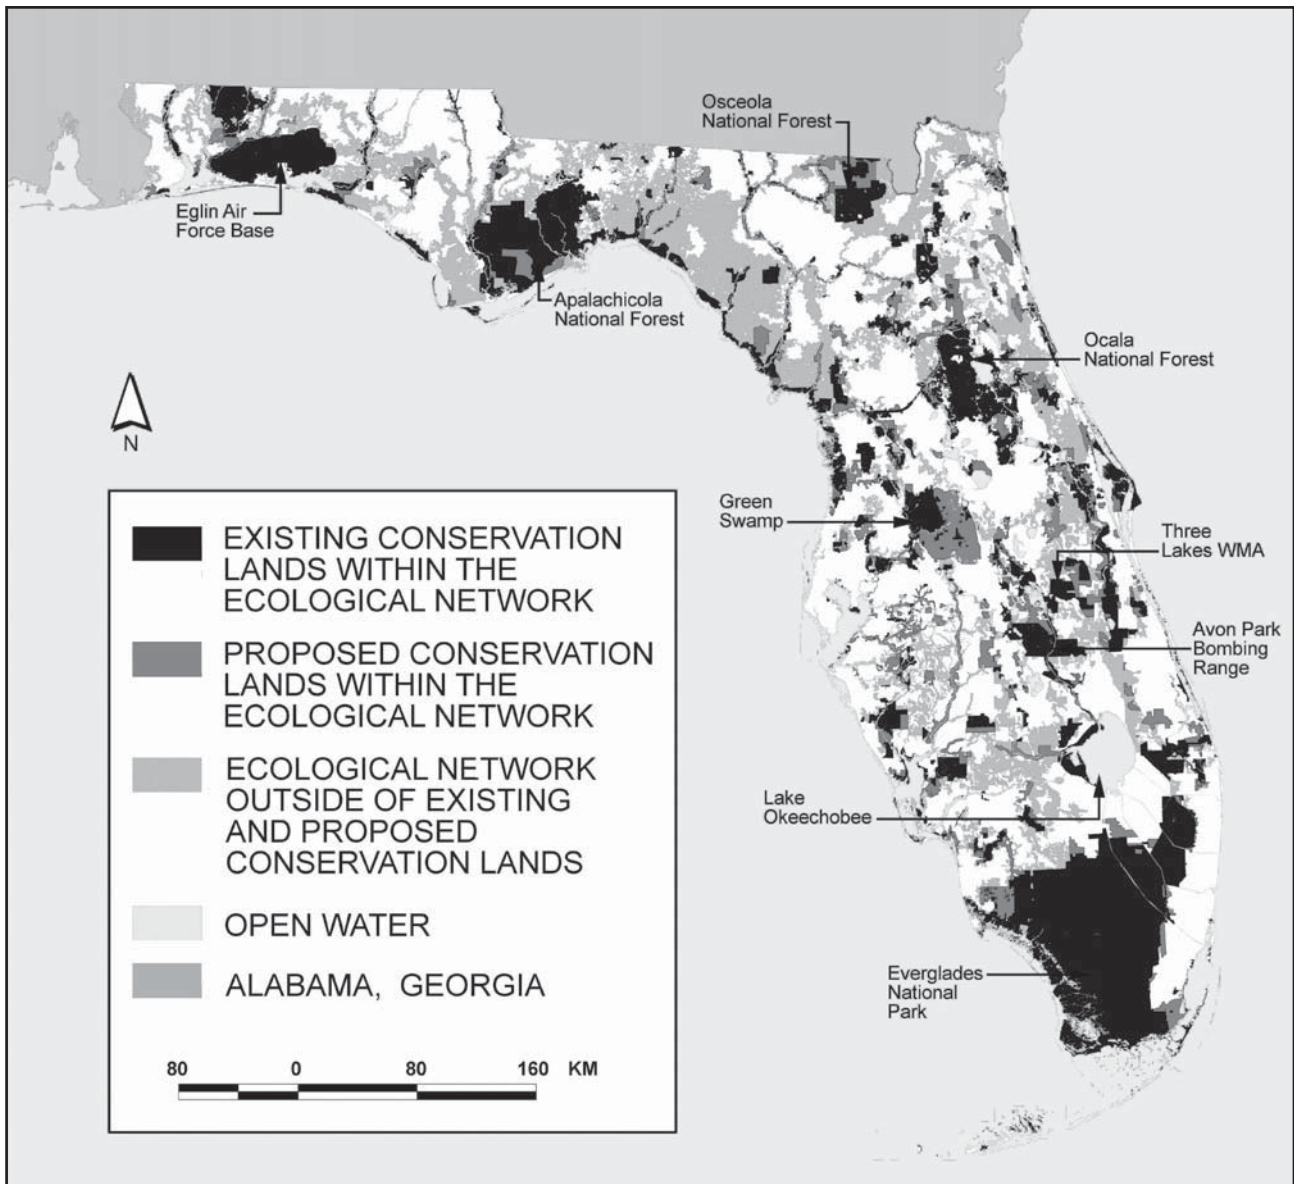 Osceola
National Forest
Eglin Air
Force Base
Apalachicola
National Forest
Ocala
National Forest
N
Green
Swamp
Three
Lakes WMA
Avon Park
Bombing
Range
Lake
Okeechobee
Everglades
National
Park
EXISTING CONSERVATION
LANDS WITHIN THE
ECOLOGICAL NETWORK
PROPOSED CONSERVATION
LANDS WITHIN THE
ECOLOGICAL NETWORK
ECOLOGICAL NETWORK
OUTSIDE OF EXISTING
AND PROPOSED
CONSERVATION LANDS
OPEN WATER
ALABAMA, GEORGIA
80 0 80 160 KM